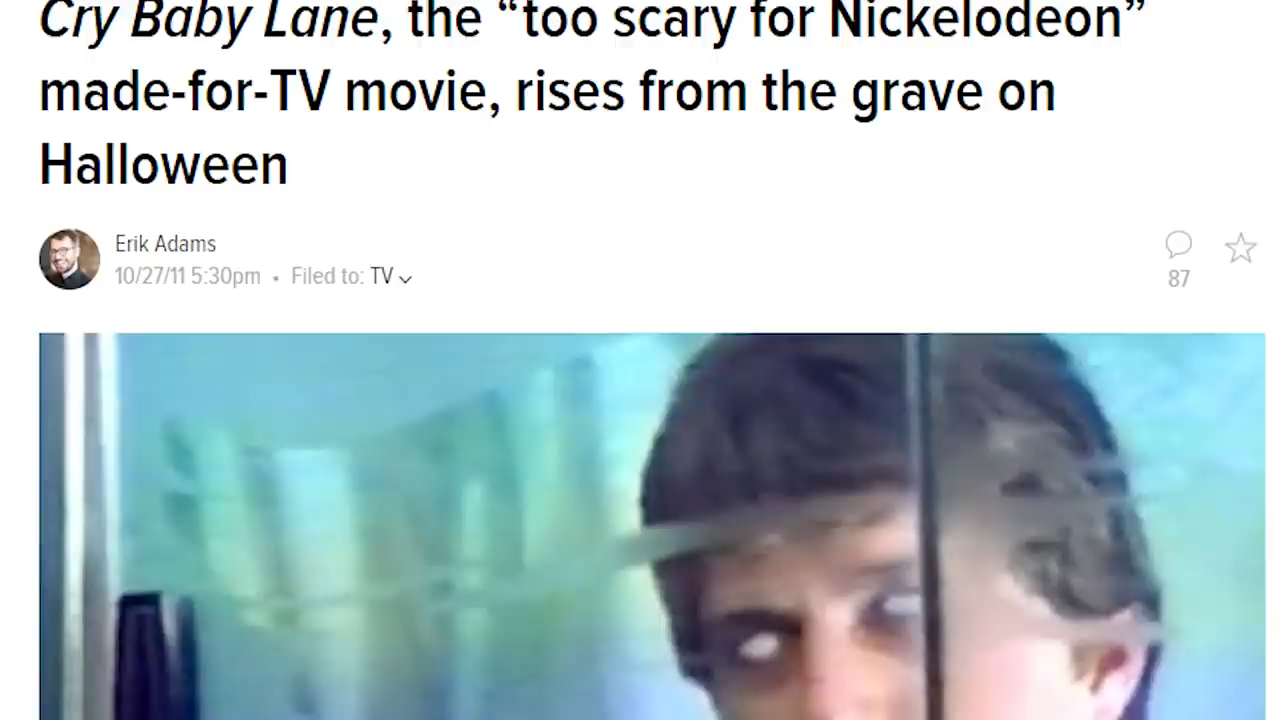 Cry Baby Lane, the “too scary for Nickelodeon”
made-for-TV movie, rises from the grave on
Halloween
Erik Adams
10/27/11 5:30pm • Filed to: TV
87